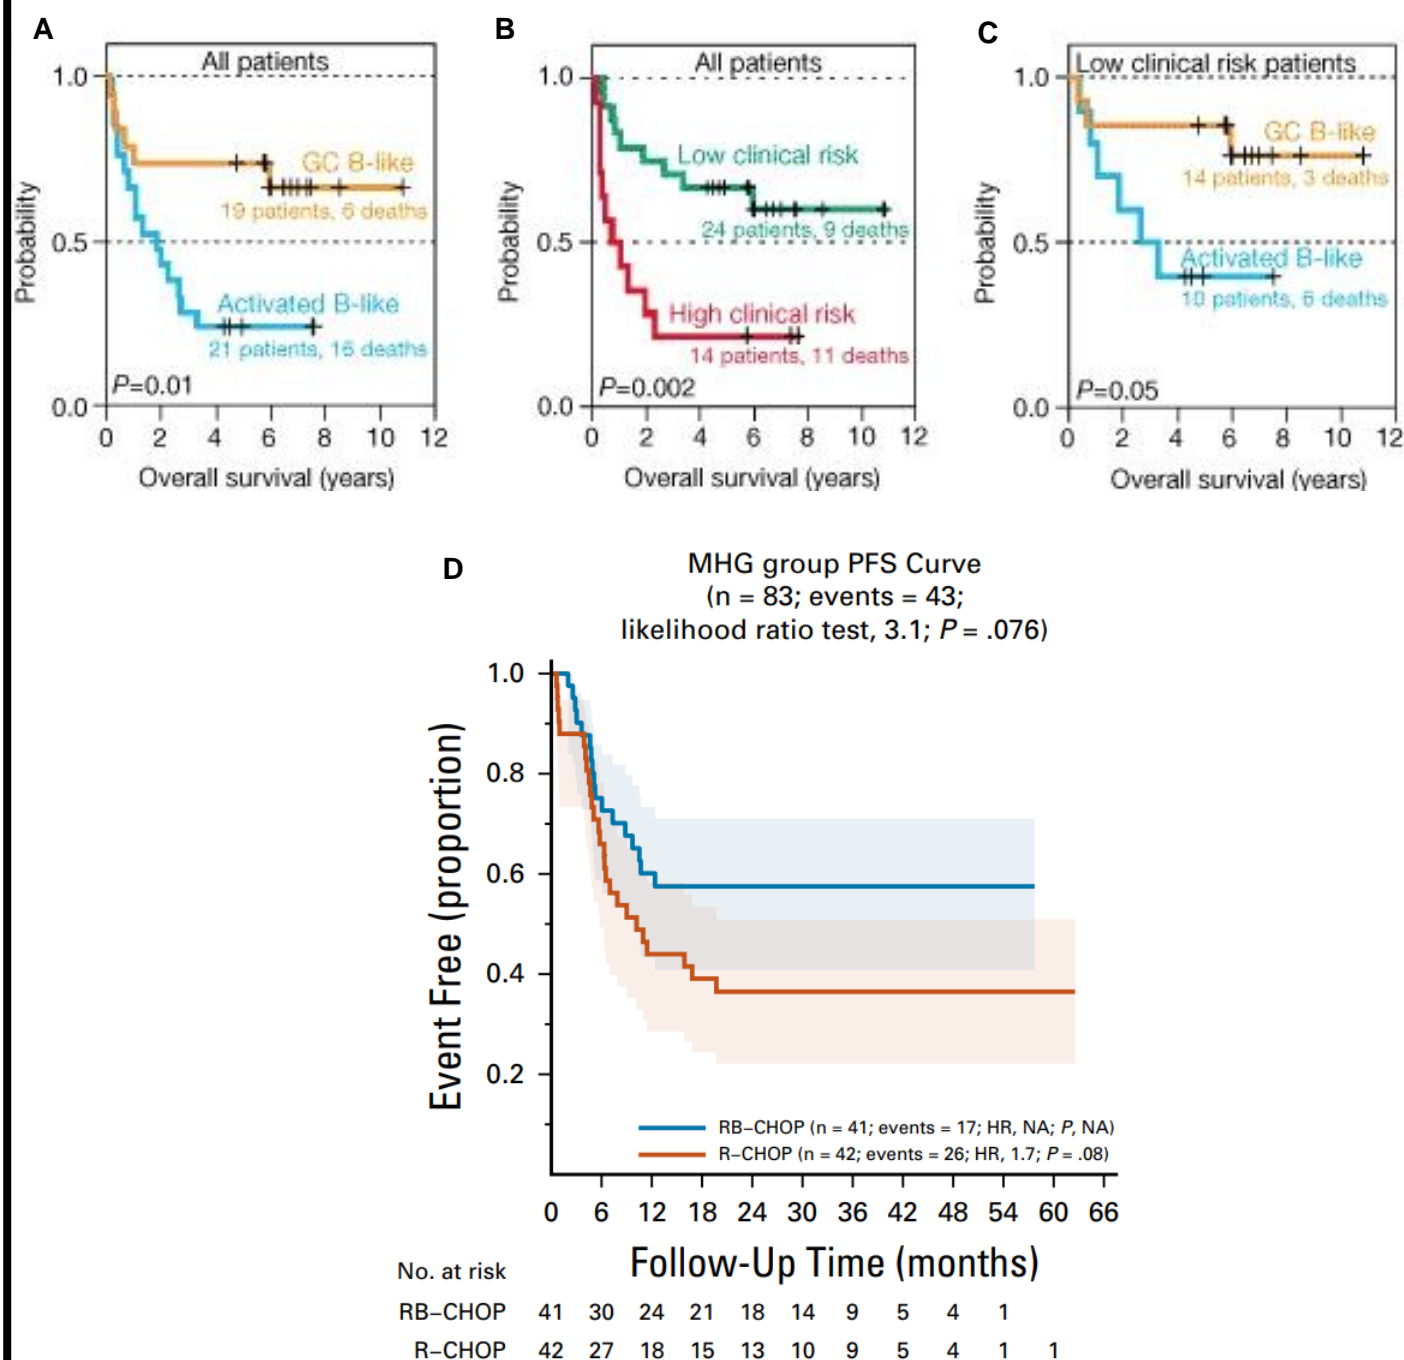 A
All patients
1.0
0.5
0.0
Probability
GC B-like
19 patients, 6 deaths
Activated B-like
21 patients, 16 deaths
P=0.01
0 2 4 6 8 10 12
Overall survival (years)
B
All patients
1.0
0.5
0.0
Probability
Low clinical risk
24 patients, 9 deaths
High clinical risk
14 patients, 11 deaths
P=0.002
0 2 4 6 8 10 12
Overall survival (years)
C
Low clinical risk patients
1.0
0.5
0.0
Probability
GC B-like
14 patients, 3 deaths
Activated B-like
10 patients, 6 deaths
P=0.05
0 2 4 6 8 10 12
Overall survival (years)
D
MHG group PFS Curve
(n = 83; events = 43;
likelihood ratio test, 3.1; P = .076)
1.0
0.8
0.6
0.4
0.2
Event Free (proportion)
RB–CHOP (n = 41; events = 17; HR, NA; P, NA)
R–CHOP (n = 42; events = 26; HR, 1.7; P = .08)
0 6 12 18 24 30 36 42 48 54 60 66
Follow-Up Time (months)
No. at risk
RB–CHOP 41 30 24 21 18 14 9 5 4 1
R–CHOP 42 27 18 15 13 10 9 5 4 1 1